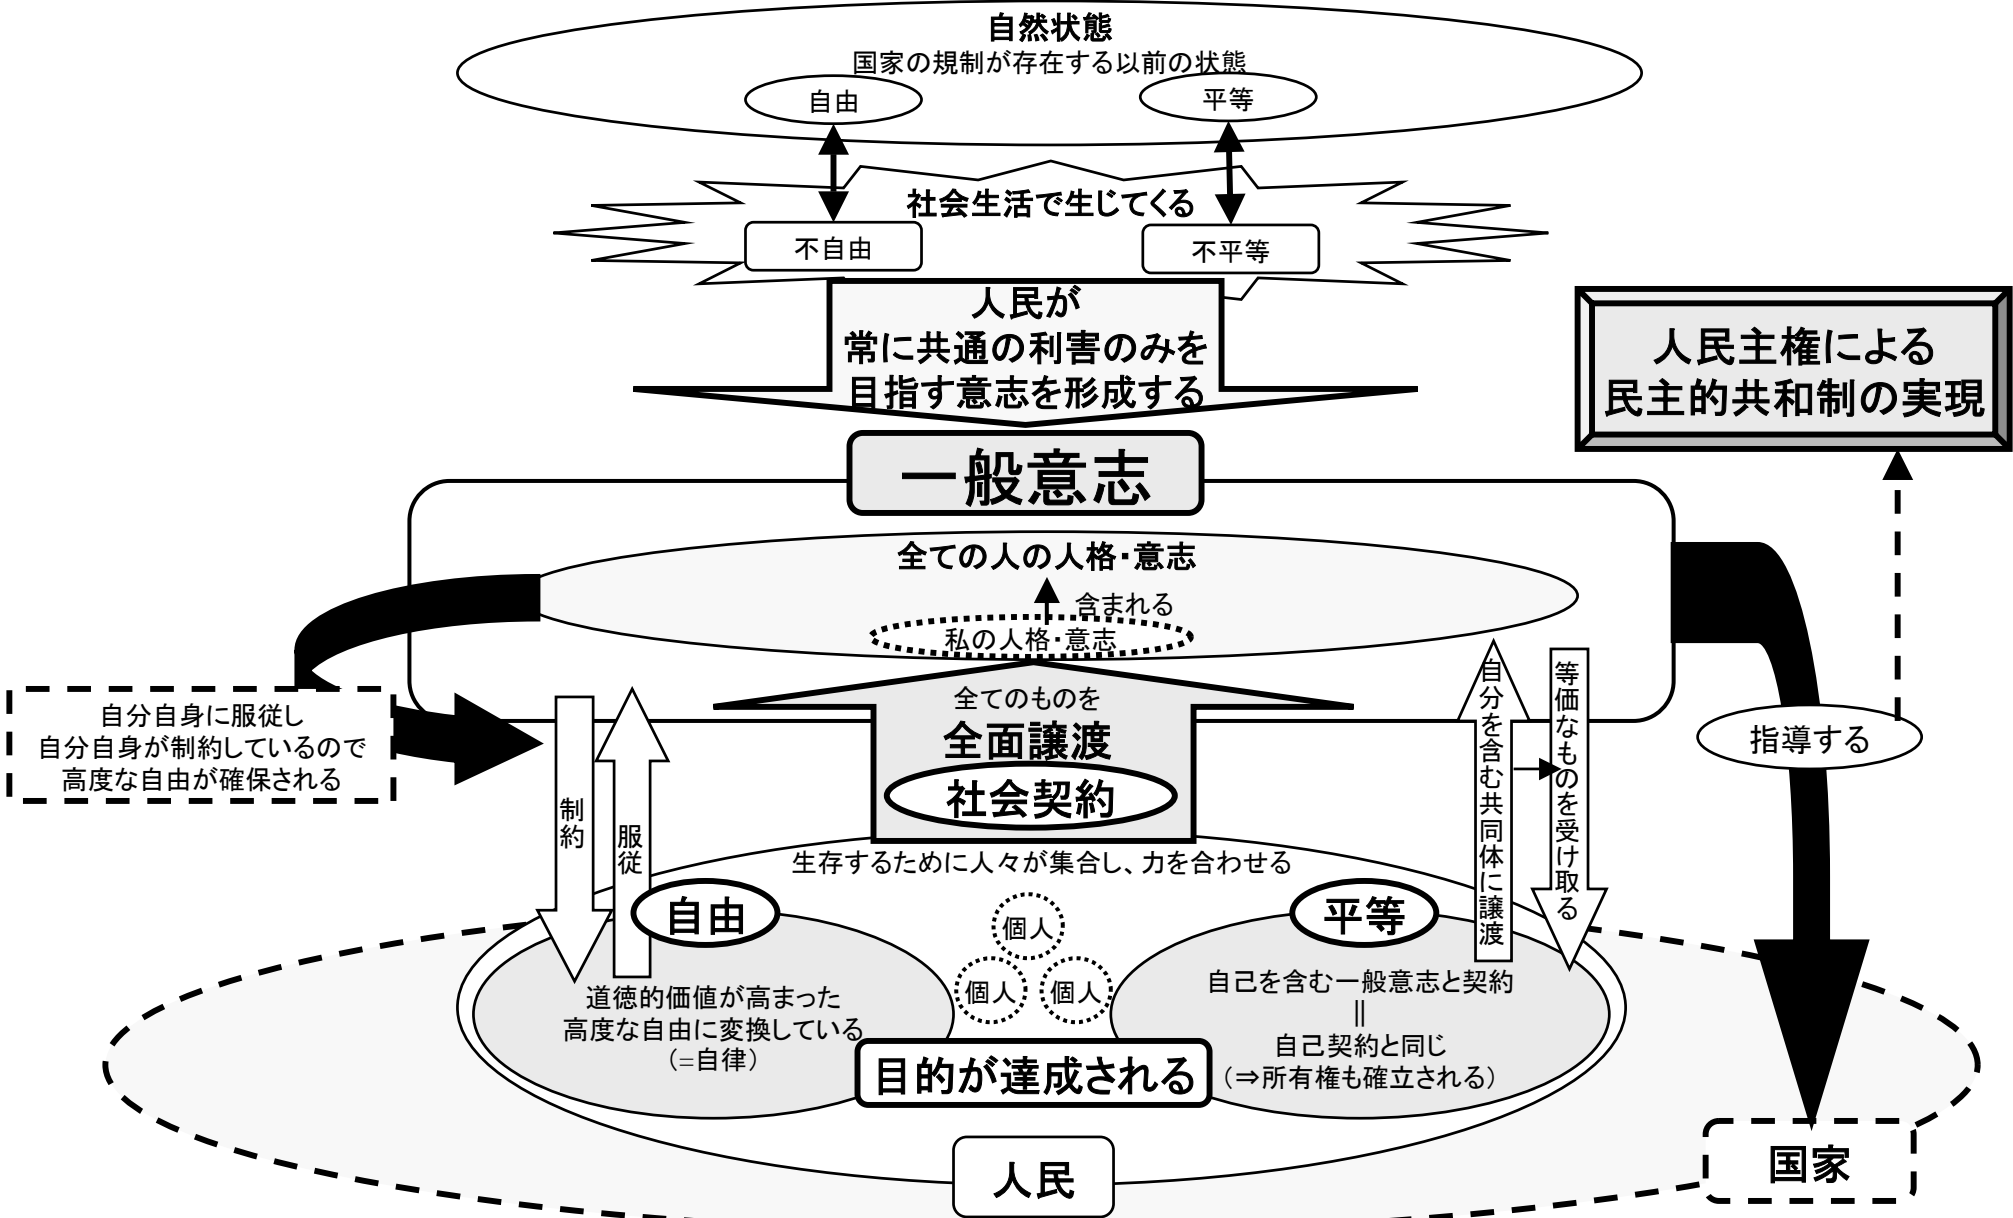 自然状態
国家の規制が存在する以前の状態
自由
平等
社会生活で生じてくる
不自由
不平等
人民が
常に共通の利害のみを
目指す意志を形成する
人民主権による
民主的共和制の実現
一般意志
全ての人の人格・意志
含まれる
私の人格・意志
自分自身に服従し
自分自身が制約しているので
高度な自由が確保される
制約
服従
全てのものを
全面譲渡
社会契約
自分を含む共同体に譲渡
等価なものを受け取る
指導する
生存するために人々が集合し、力を合わせる
自由
平等
個人
個人
個人
道徳的価値が高まった
高度な自由に変換している
（=自律）
自己を含む一般意志と契約
||
自己契約と同じ
（⇒所有権も確立される）
目的が達成される
人民
国家